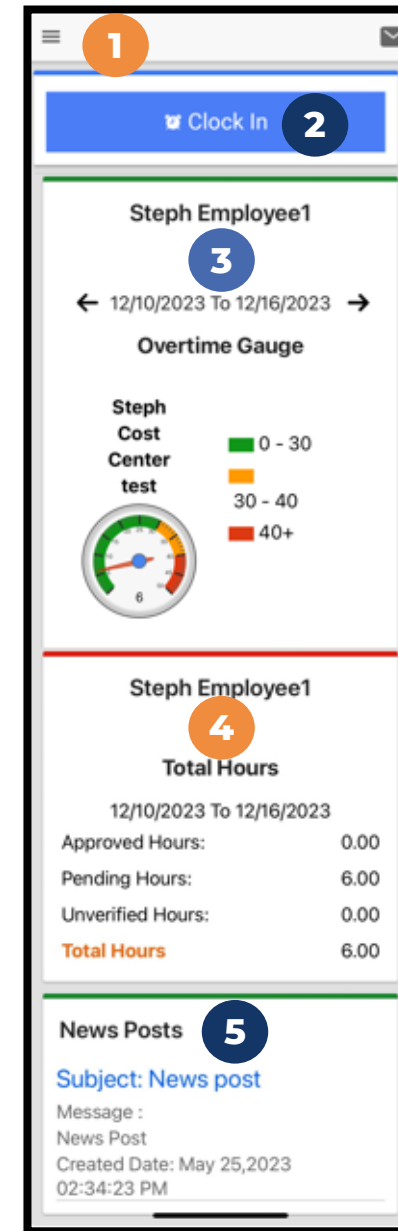 1
Clock In 2
Steph Employee1
3
12/10/2023 To 12/16/2023
Overtime Gauge
Steph
Cost
Center
test
0 - 30
30 - 40
40+
6
Steph Employee1
4
Total Hours
12/10/2023 To 12/16/2023
Approved Hours: 0.00
Pending Hours: 6.00
Unverified Hours: 0.00
Total Hours 6.00
News Posts 5
Subject: News post
Message :
News Post
Created Date: May 25,2023
02:34:23 PM